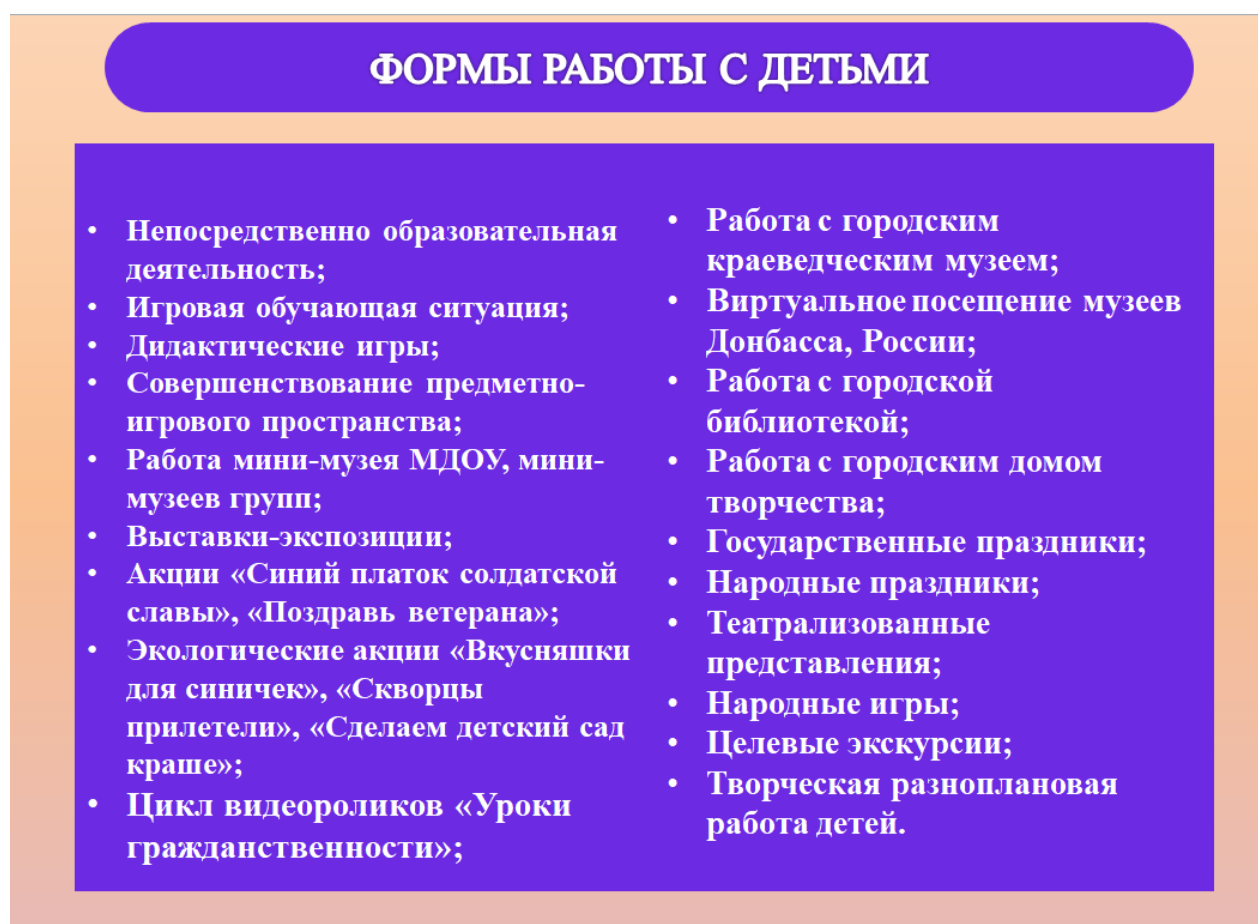 ФОРМЫ РАБОТЫ С ДЕТЬМИ
• Непосредственно образовательная
деятельность;
• Игровая обучающая ситуация;
• Дидактические игры;
• Совершенствование предметно-
игрового пространства;
• Работа мини-музея МДОУ, мини-
музеев групп;
• Выставки-экспозиции;
• Акции «Синий платок солдатской
славы», «Поздравь ветерана»;
• Экологические акции «Вкусняшки
для синичек», «Скворцы
прилетели», «Сделаем детский сад
краше»;
• Цикл видеороликов «Уроки
гражданственности»;
• Работа с городским
краеведческим музеем;
• Виртуальное посещение музеев
Донбасса, России;
• Работа с городской
библиотекой;
• Работа с городским домом
творчества;
• Государственные праздники;
• Народные праздники;
• Театрализованные
представления;
• Народные игры;
• Целевые экскурсии;
• Творческая разноплановая
работа детей.